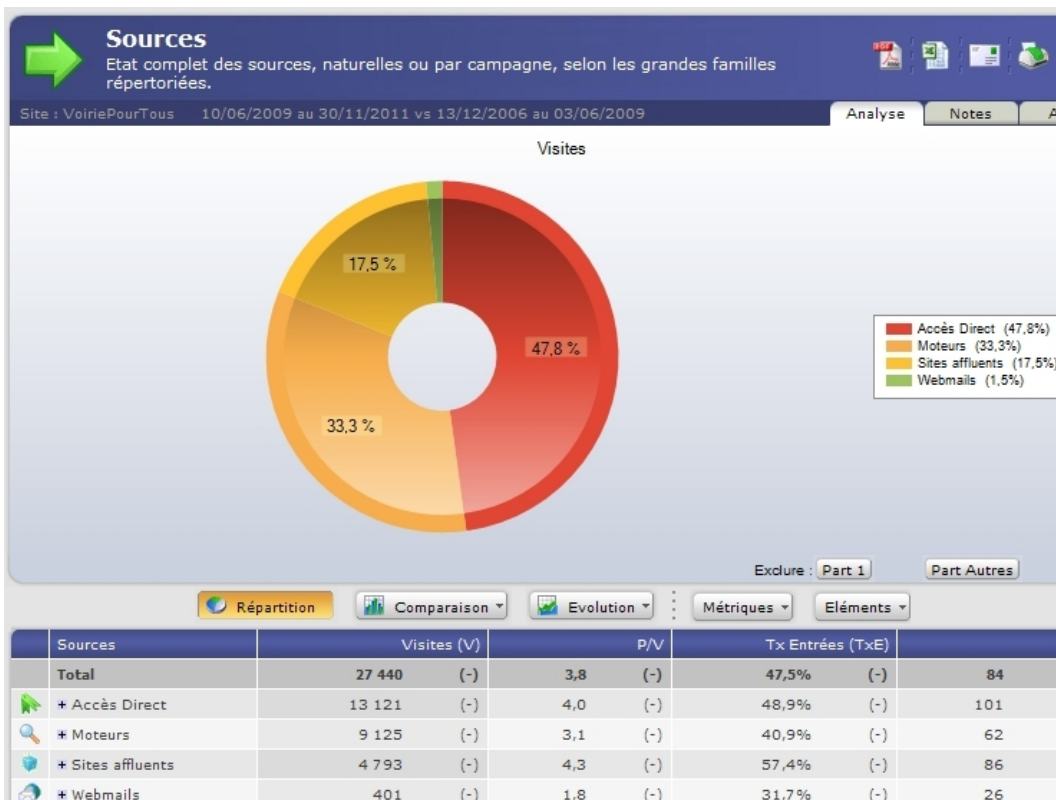 Sources
Etat complet des sources, naturelles ou par campagne, selon les grandes familles
répertoriées.
Site : VoiriePourTous 10/06/2009 au 30/11/2011 vs 13/12/2006 au 03/06/2009
Analyse Notes A
Visites
17,5 %
47,8 %
33,3 %
Accès Direct (47,8%)
Moteurs (33,3%)
Sites affluents (17,5%)
Webmails (1,5%)
Exclure : Part 1 Part Autres
Répartition Comparaison Evolution Métriques Eléments
Sources Visites (V) P/V Tx Entrées (TxE)
Total 27 440 (-) 3,8 (-) 47,5% (-) 84
+ Accès Direct 13 121 (-) 4,0 (-) 48,9% (-) 101
+ Moteurs 9 125 (-) 3,1 (-) 40,9% (-) 62
+ Sites affluents 4 793 (-) 4,3 (-) 57,4% (-) 86
+ Webmails 401 (-) 1,8 (-) 31,7% (-) 26